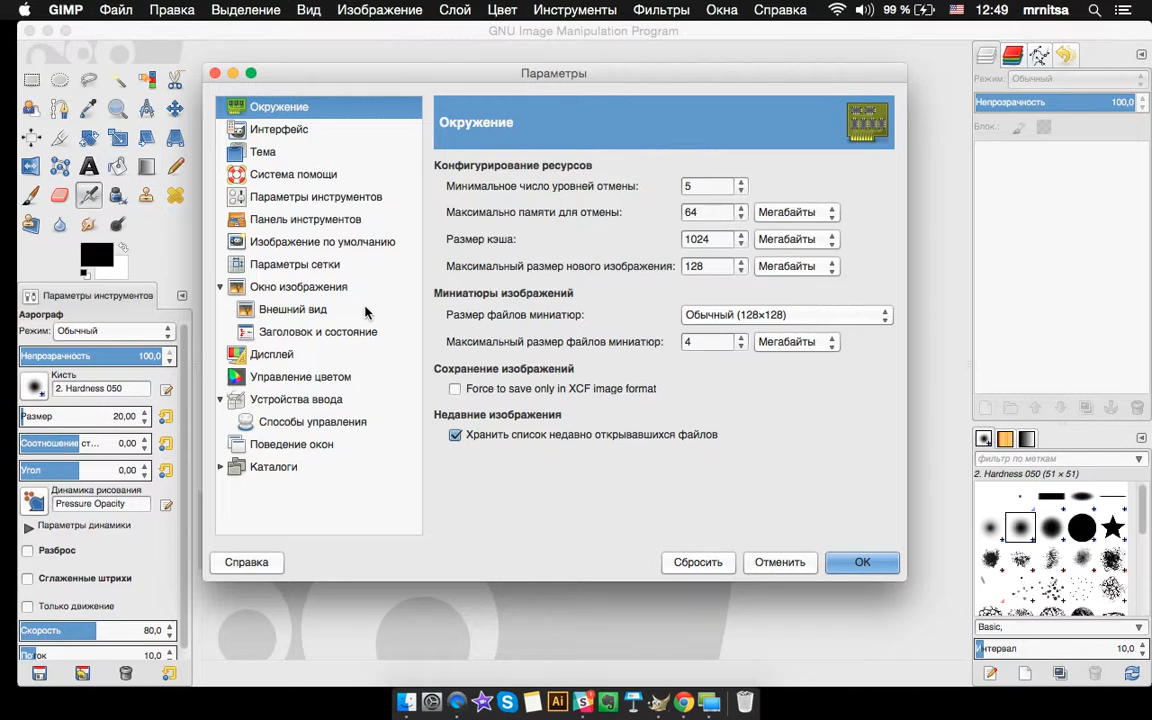 GIMP Файл Правка Выделение Вид Изображение Слой Цвет Инструменты Фильтры Окна Справка 99 % 12:49 mrnitsa
GNU Image Manipulation Program
Параметры
Окружение
Интерфейс
Тема
Система помощи
Параметры инструментов
Панель инструментов
Изображение по умолчанию
Параметры сетки
Окно изображения
Внешний вид
Заголовок и состояние
Дисплей
Управление цветом
Устройства ввода
Способы управления
Поведение окон
Каталоги
Окружение
Конфигурирование ресурсов
Минимальное число уровней отмены: 5
Максимально памяти для отмены: 64 Мегабайты
Размер кэша: 1024 Мегабайты
Максимальный размер нового изображения: 128 Мегабайты
Миниатюры изображений
Размер файлов миниатюр: Обычный (128×128)
Максимальный размер файлов миниатюр: 4 Мегабайты
Сохранение изображений
Force to save only in XCF image format
Недавние изображения
Хранить список недавно открывавшихся файлов
Справка Сбросить Отменить OK
Параметры инструментов
Аэрограф
Режим: Обычный
Непрозрачность 100,0
Кисть
2. Hardness 050
Размер 20,00
Соотношение ст... 0,00
Угол 0,00
Динамика рисования
Pressure Opacity
Параметры динамики
Разброс
Сглаженные штрихи
Только движение
Скорость 80,0
Поток 10,0
Режим: Обычный
Непрозрачность 100,0
Блок.:
фильтр по меткам
2. Hardness 050 (51 × 51)
Basic,
Интервал 10,0